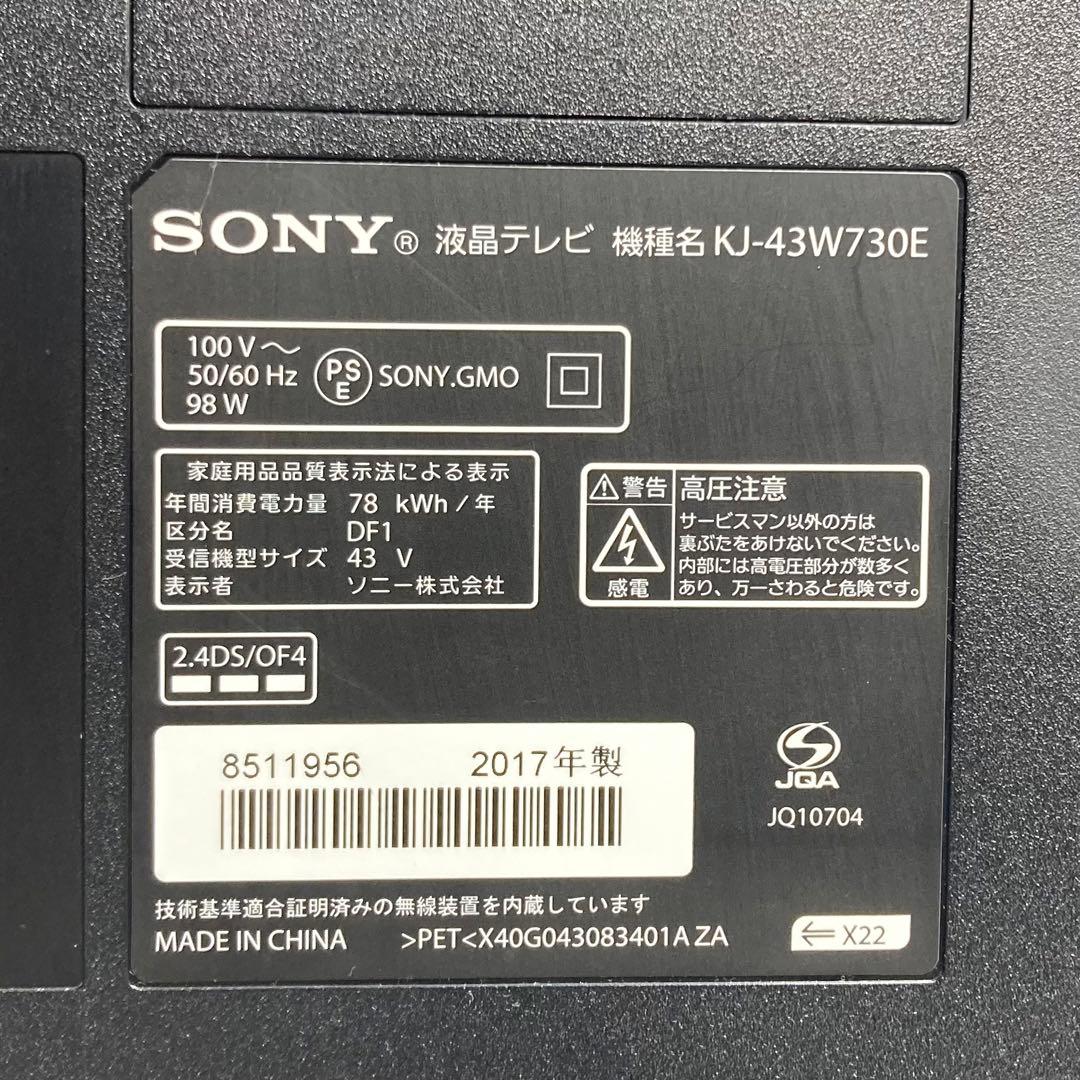 SONY® 液晶テレビ 機種名 KJ-43W730E
100 V～
50/60 Hz
98 W
PS
E
SONY.GMO
家庭用品品質表示法による表示
年間消費電力量 78 kWh / 年
区分名 DF1
受信機型サイズ 43 V
表示者 ソニー株式会社
警告
感電
高圧注意
サービスマン以外の方は
裏ぶたをあけないでください。
内部には高電圧部分が数多く
あり、万一さわると危険です。
2.4DS/OF4
8511956 2017年製
JQA
JQ10704
技術基準適合証明済みの無線装置を内蔵しています
MADE IN CHINA >PET<X40G043083401A ZA
⇐ X22